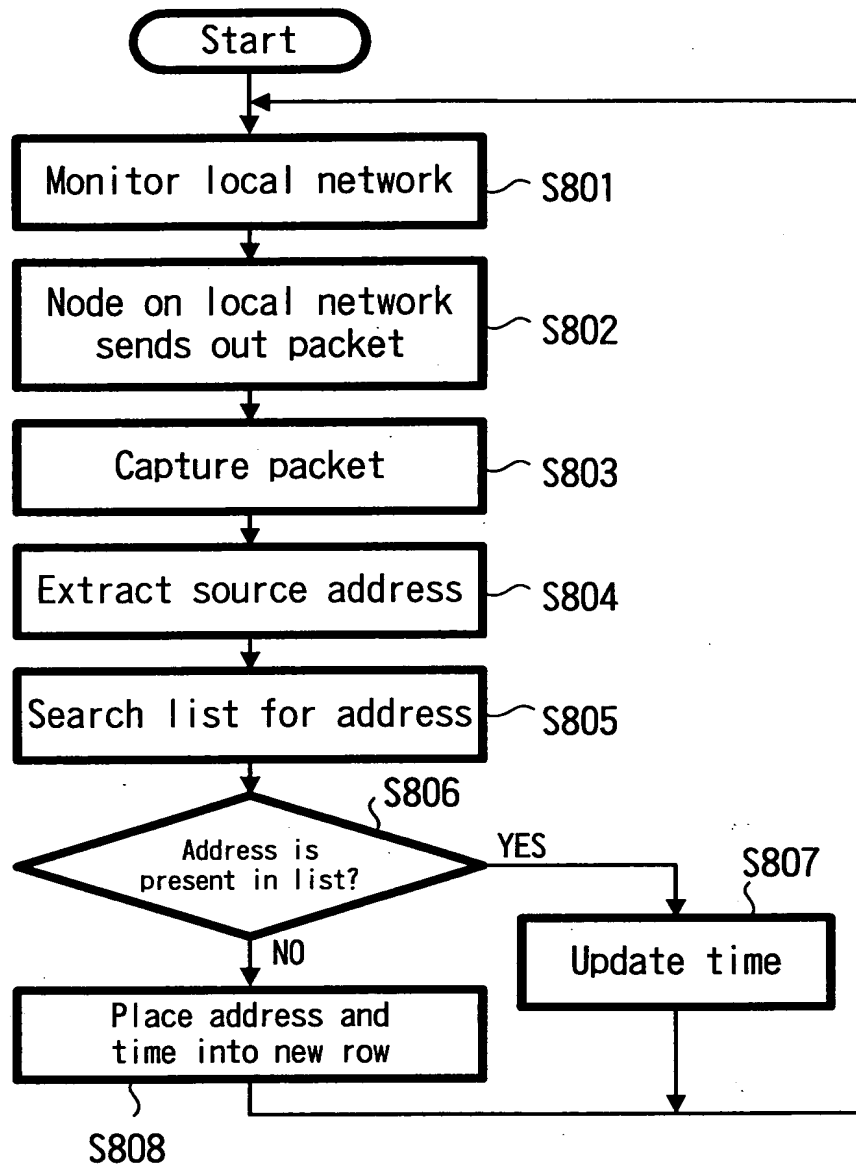 Start
Monitor local network
S801
Node on local network
sends out packet
S802
Capture packet
S803
Extract source address
S804
Search list for address
S805
S806
Address is
present in list?
YES
S807
Update time
NO
Place address and
time into new row
S808